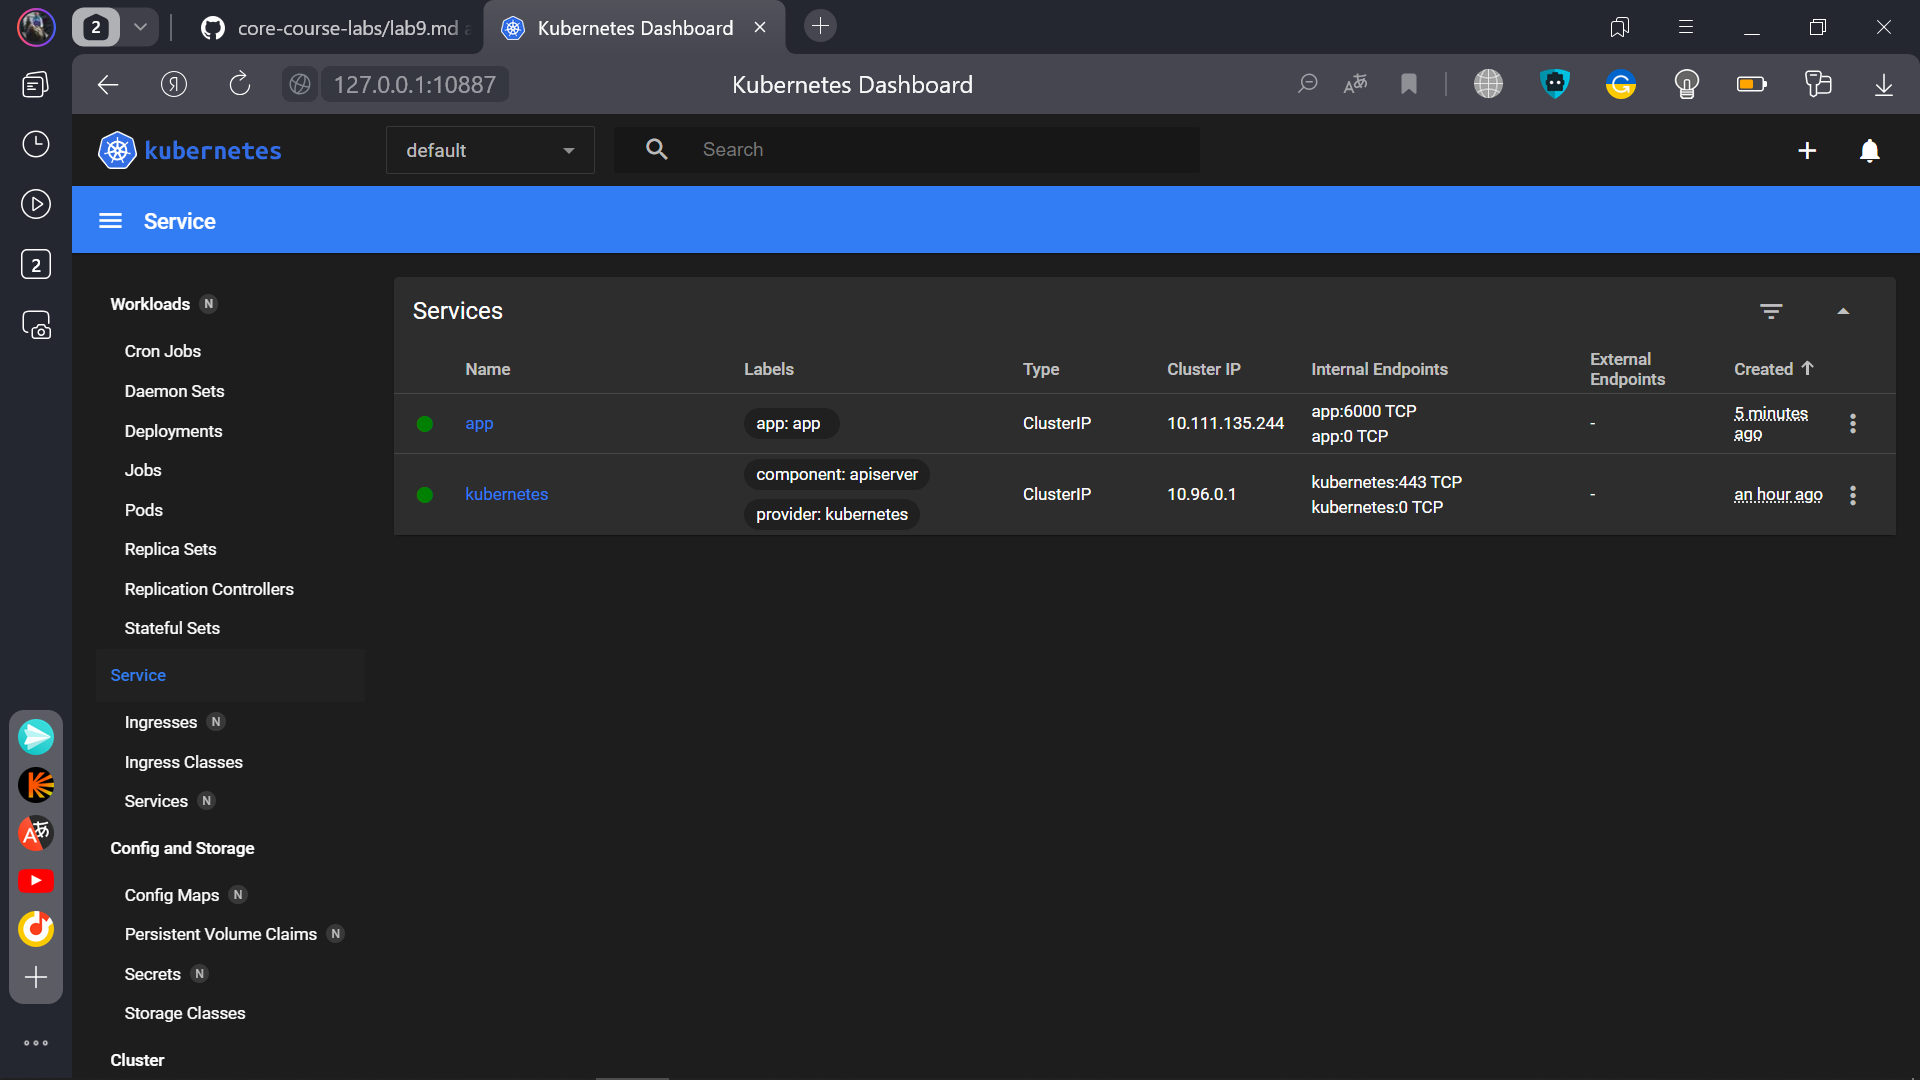 2
core-course-labs/lab9.md
Kubernetes Dashboard
127.0.0.1:10887
Kubernetes Dashboard
kubernetes
default
Search
Service
2
Workloads N
Cron Jobs
Daemon Sets
Deployments
Jobs
Pods
Replica Sets
Replication Controllers
Stateful Sets
Service
Ingresses N
Ingress Classes
Services N
Config and Storage
Config Maps N
Persistent Volume Claims N
Secrets N
Storage Classes
Cluster
Services
Name Labels Type Cluster IP Internal Endpoints External Endpoints Created
app app: app ClusterIP 10.111.135.244 app:6000 TCP - 5 minutes ago
app:0 TCP
kubernetes component: apiserver ClusterIP 10.96.0.1 kubernetes:443 TCP - an hour ago
provider: kubernetes kubernetes:0 TCP